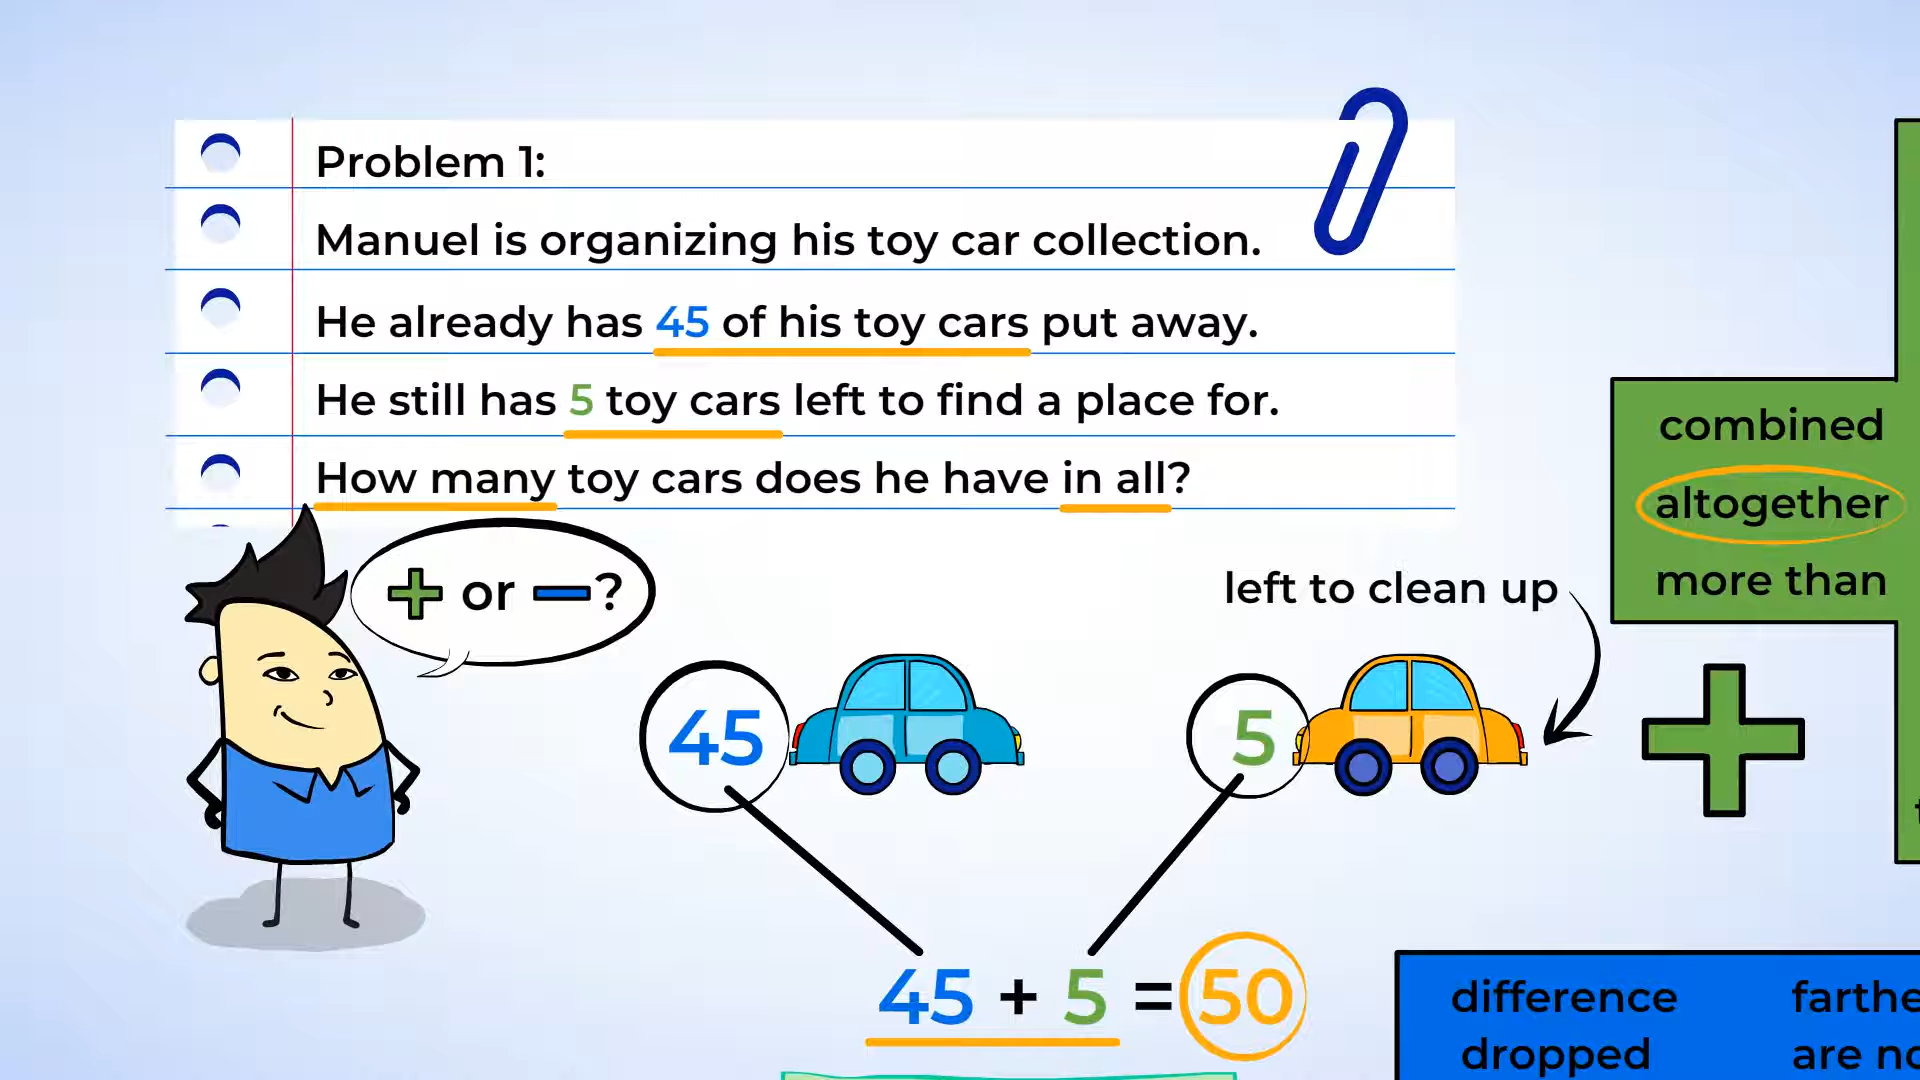 Problem 1:
Manuel is organizing his toy car collection.
He already has 45 of his toy cars put away.
He still has 5 toy cars left to find a place for.
How many toy cars does he have in all?
+ or −?
left to clean up
45
5
45 + 5 = 50
combined
altogether
more than
+
difference
dropped